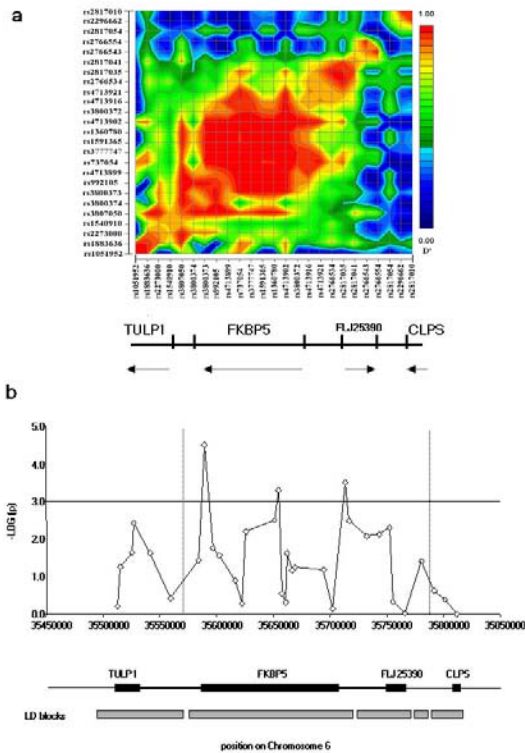 a
rs2817010
rs2296662
rs2817054
rs2766554
rs2766543
rs2817041
rs2817035
rs2766534
rs4713921
rs4713916
rs3800372
rs4713902
rs1360780
rs1591365
rs3777747
rs737054
rs4713899
rs992105
rs3800373
rs3800374
rs3807050
rs1540910
rs2273000
rs1883636
rs1051952
1.00
0.00
D'
rs1051952
rs1883636
rs2273000
rs1540910
rs3807050
rs3800374
rs3800373
rs992105
rs4713899
rs737054
rs3777747
rs1591365
rs1360780
rs4713902
rs3800372
rs4713916
rs4713921
rs2766534
rs2817035
rs2817041
rs2766543
rs2766554
rs2817054
rs2296662
rs2817010
TULP1 FKBP5 FLJ25390 CLPS
b
5.0
4.0
3.0
2.0
1.0
0.0
-LOG (p)
35450000 35500000 35550000 35600000 35650000 35700000 35750000 35800000 35850000
TULP1 FKBP5 FLJ25390 CLPS
LD blocks
position on Chromosome 6